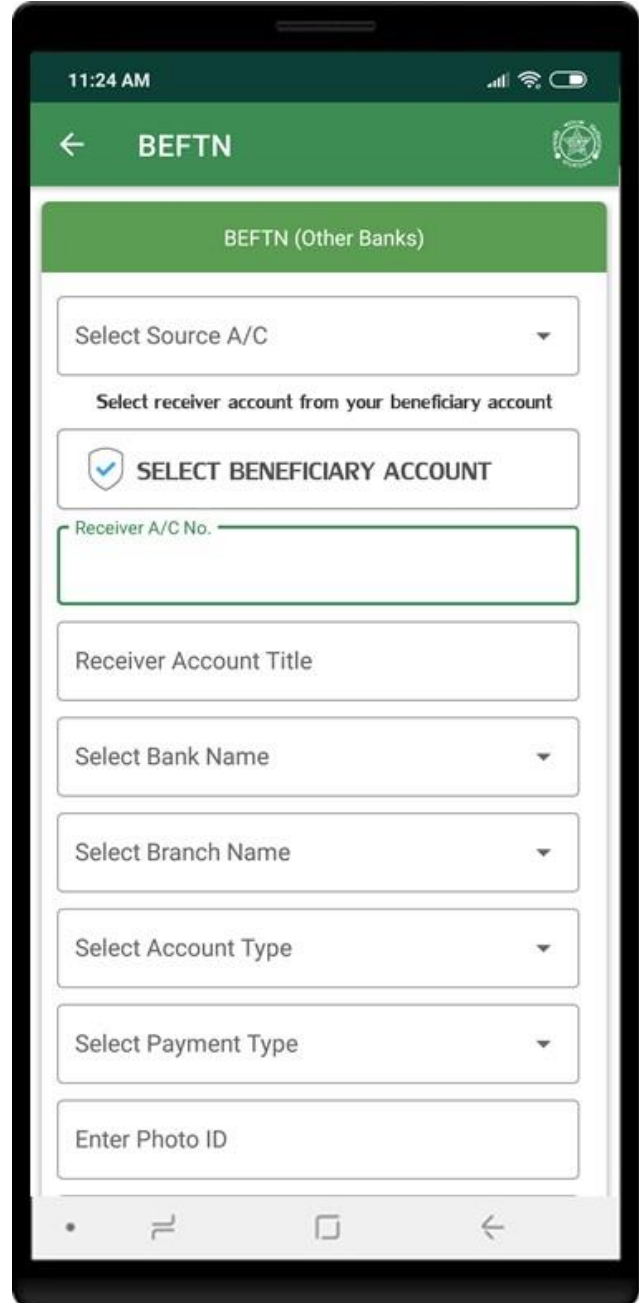 11:24 AM
BEFTN
BEFTN (Other Banks)
Select Source A/C
Select receiver account from your beneficiary account
SELECT BENEFICIARY ACCOUNT
Receiver A/C No.
Receiver Account Title
Select Bank Name
Select Branch Name
Select Account Type
Select Payment Type
Enter Photo ID